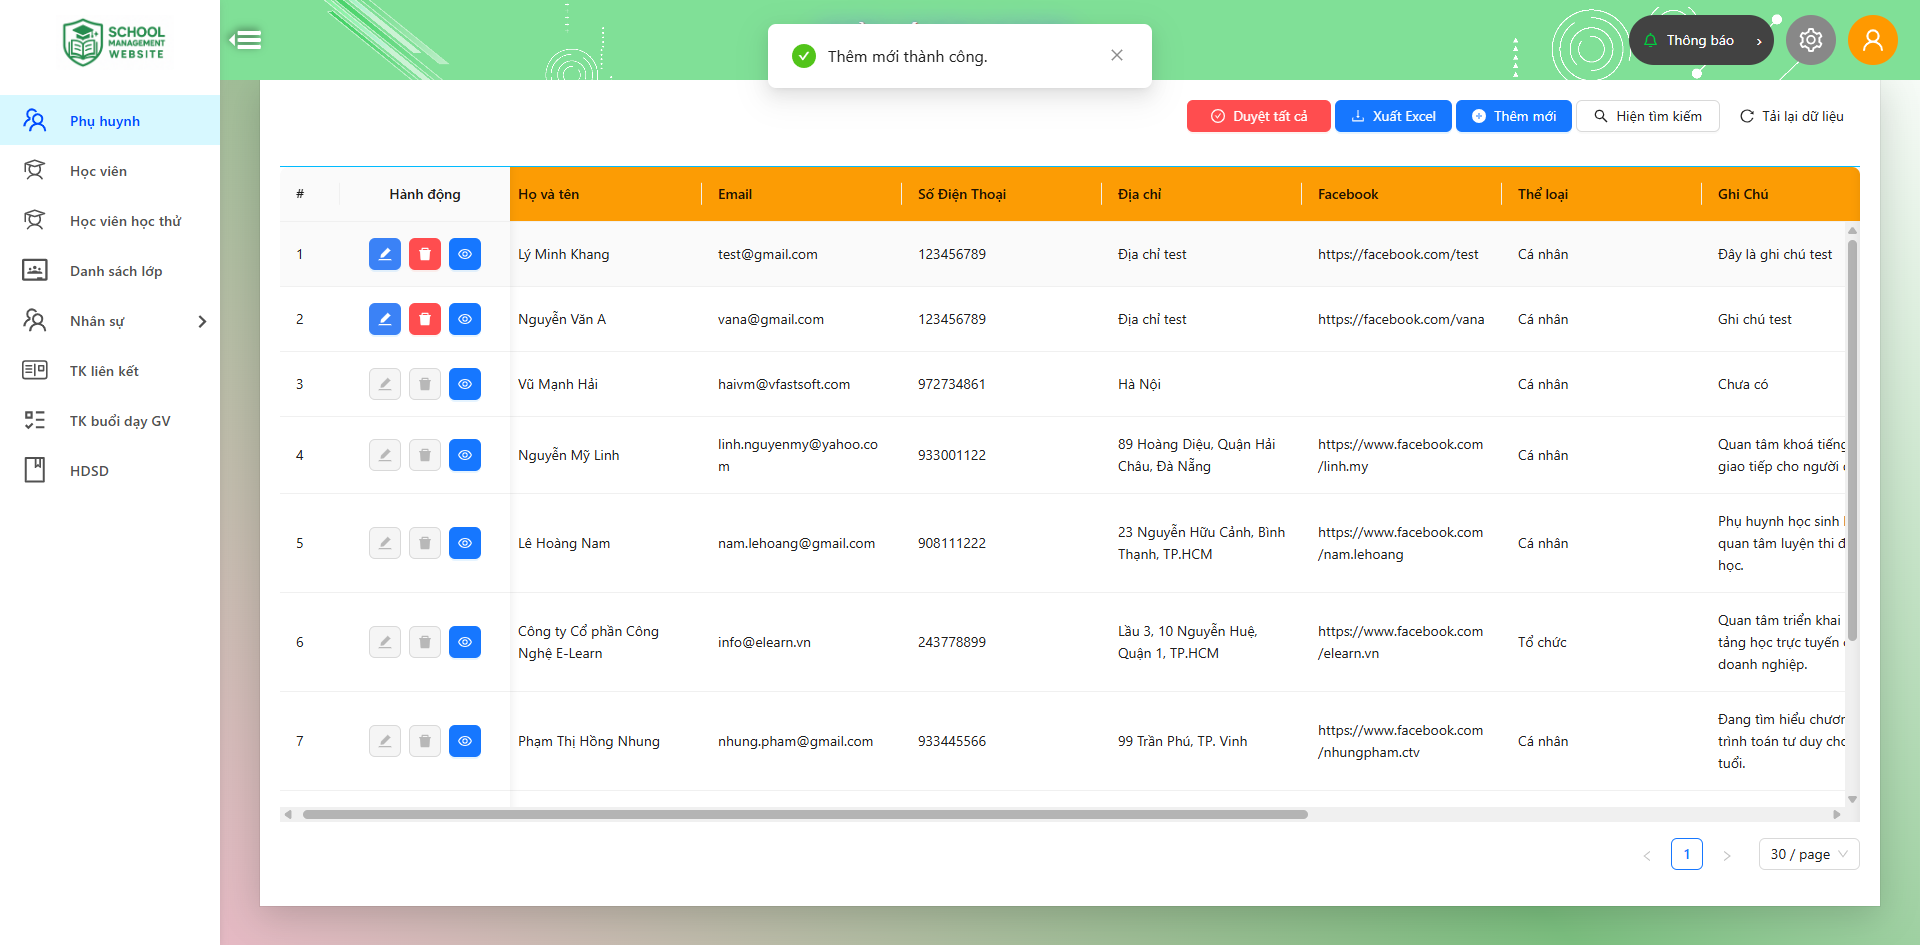 SCHOOL
MANAGEMENT
WEBSITE
Thêm mới thành công.
Thông báo
Phụ huynh
Học viên
Học viên học thử
Danh sách lớp
Nhân sự
TK liên kết
TK buổi dạy GV
HDSD
Duyệt tất cả
Xuất Excel
Thêm mới
Hiện tìm kiếm
Tải lại dữ liệu
# Hành động Họ và tên Email Số Điện Thoại Địa chỉ Facebook Thể loại Ghi Chú
1 Lý Minh Khang test@gmail.com 123456789 Địa chỉ test https://facebook.com/test Cá nhân Đây là ghi chú test
2 Nguyễn Văn A vana@gmail.com 123456789 Địa chỉ test https://facebook.com/vana Cá nhân Ghi chú test
3 Vũ Mạnh Hải haivm@vfastsoft.com 972734861 Hà Nội Cá nhân Chưa có
4 Nguyễn Mỹ Linh
linh.nguyenmy@yahoo.co
m
933001122
89 Hoàng Diệu, Quận Hải
Châu, Đà Nẵng
https://www.facebook.com
/linh.my
Cá nhân
Quan tâm khoá tiếng
giao tiếp cho người
5 Lê Hoàng Nam nam.lehoang@gmail.com 908111222
23 Nguyễn Hữu Cảnh, Bình
Thạnh, TP.HCM
https://www.facebook.com
/nam.lehoang
Cá nhân
Phụ huynh học sinh
quan tâm luyện thi
học.
6
Công ty Cổ phần Công
Nghệ E-Learn
info@elearn.vn 243778899
Lầu 3, 10 Nguyễn Huệ,
Quận 1, TP.HCM
https://www.facebook.com
/elearn.vn
Tổ chức
Quan tâm triển khai
tảng học trực tuyến
doanh nghiệp.
7 Phạm Thị Hồng Nhung nhung.pham@gmail.com 933445566 99 Trần Phú, TP. Vinh
https://www.facebook.com
/nhungpham.ctv
Cá nhân
Đang tìm hiểu
trình toán tư duy
tuổi.
1
30 / page